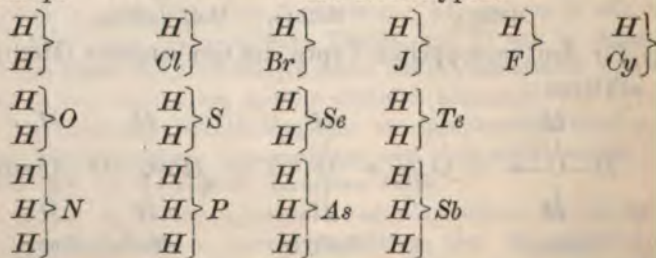 H H H H H H
H} Cl} Br} J} F} Cy}
H H H H
H}O H}S H}Se H}Te
H H H H
H}N H}P H}As H}Sb
H H H H